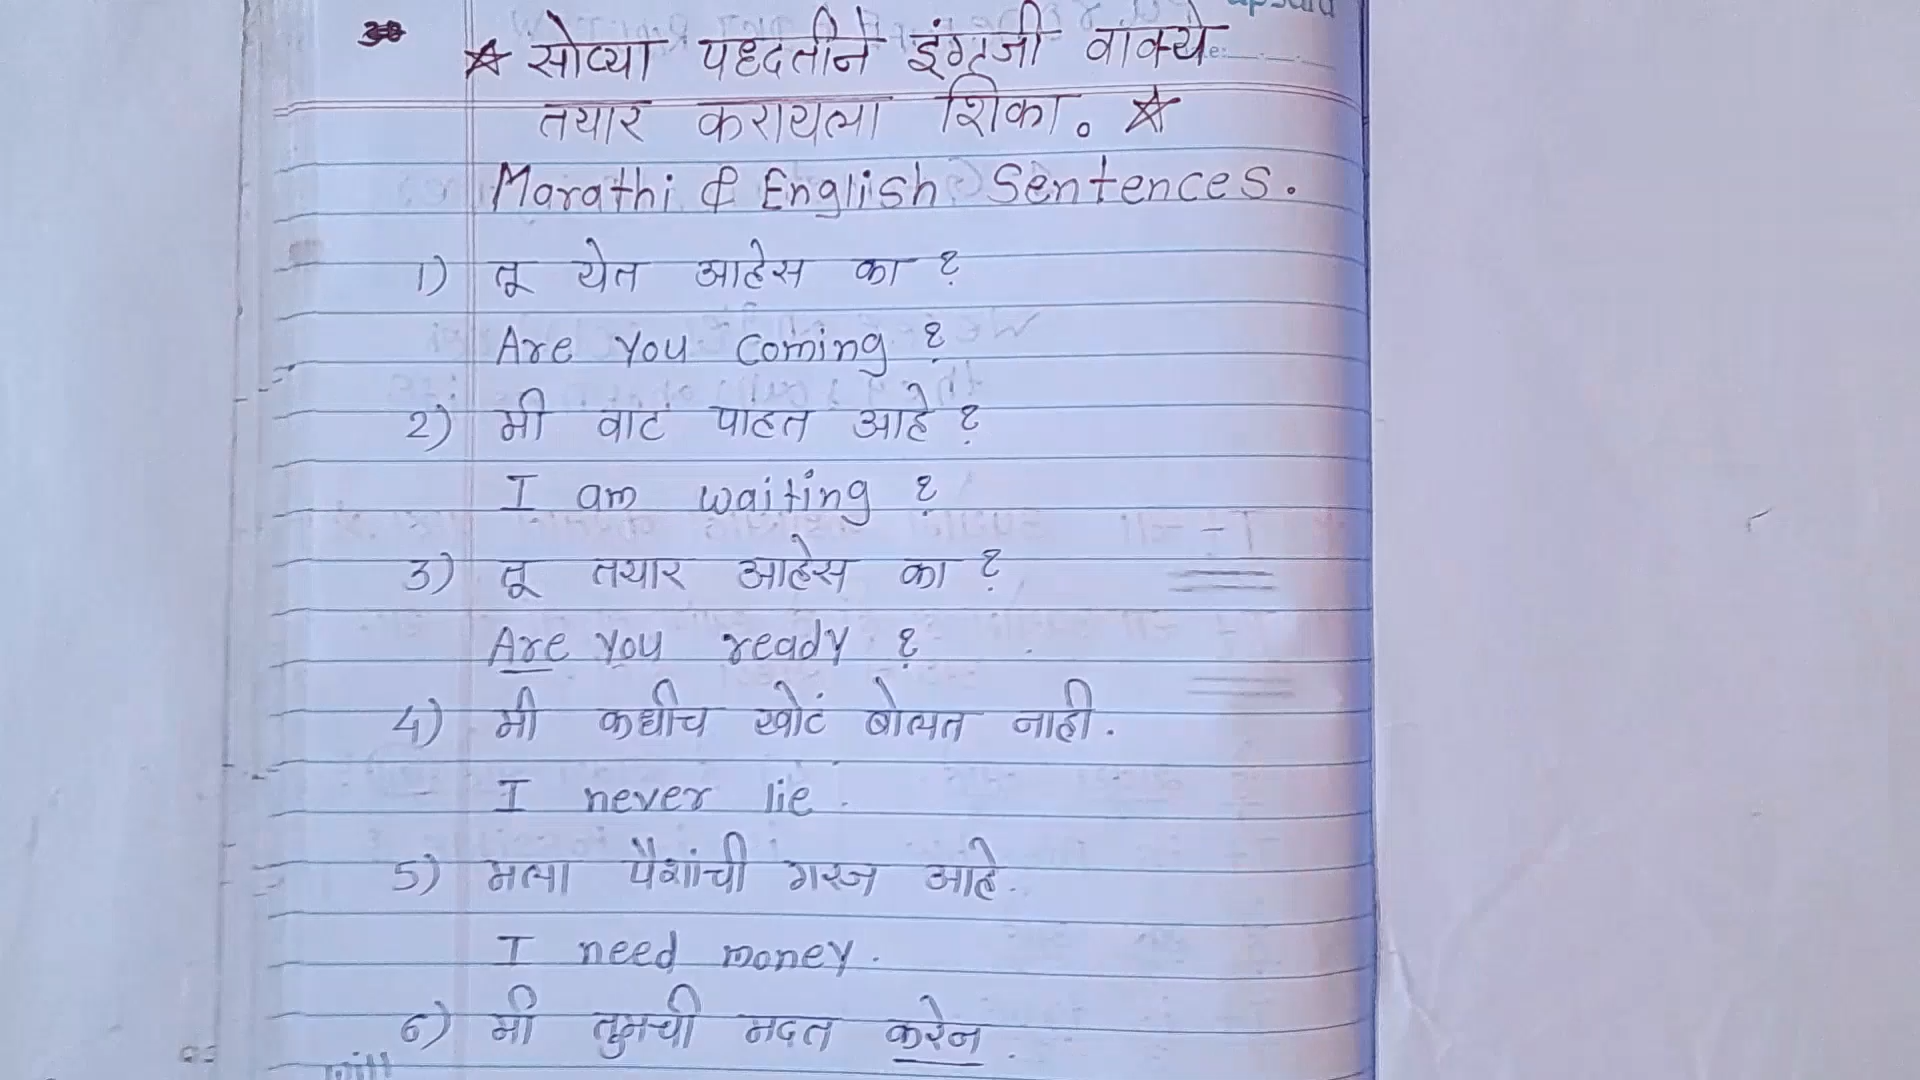 ☆ सोप्या पध्दतीने इंग्रजी वाक्ये
तयार करायला शिका. ☆
Marathi & English Sentences.
1) तू येत आहेस का ?
Are You Coming ?
2) मी वाटं पाहत आहे ?
I am waiting ?
3) तू तयार आहेस का ?
Are You ready ?
4) मी कधीच खोटं बोलत नाही.
I never lie.
5) मला पैशांची गरज आहे.
I need money.
6) मी तुमची मदत करेन.